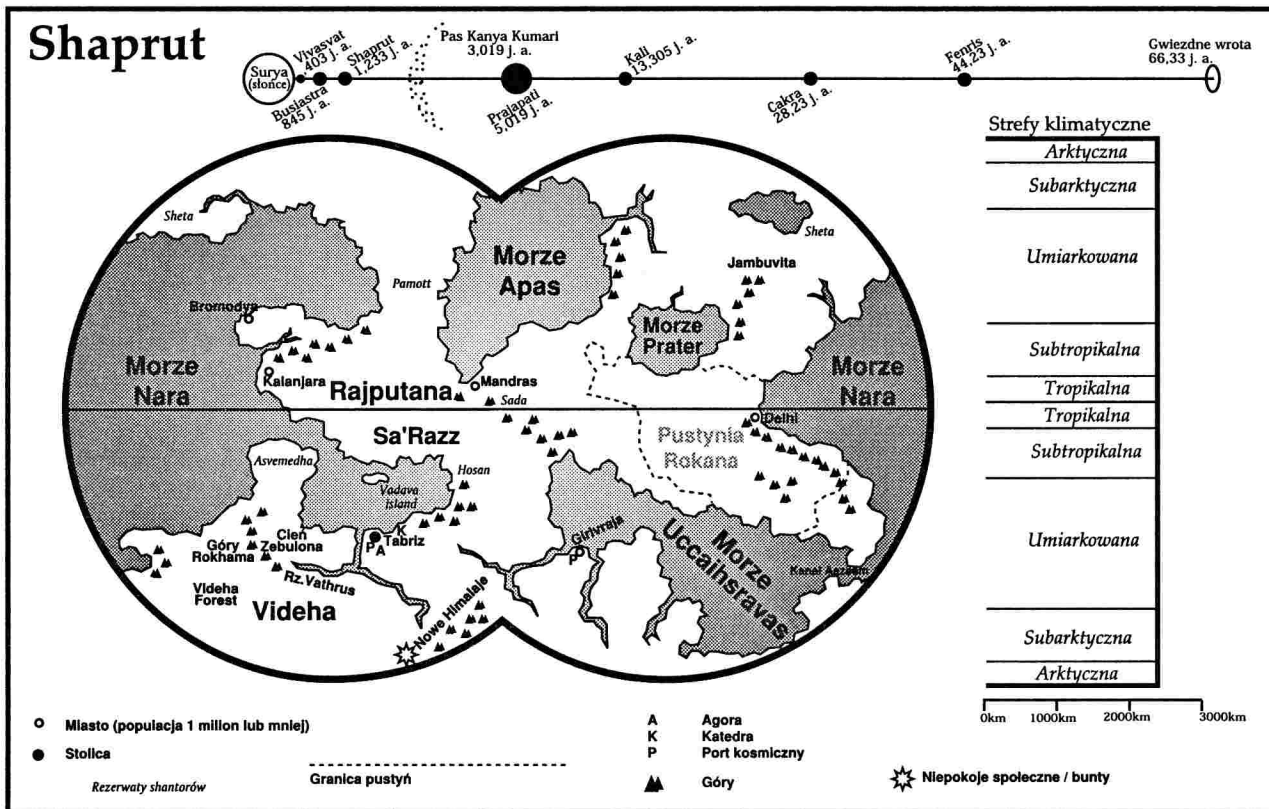 Shaprut
Surya
(słońce)
Vivasvat
403 j. a.
Busiastra
845 j. a.
Shaprut
1,233 j. a.
Pas Kanya Kumari
3,019 j. a.
Prajapati
5,019 j. a.
Kali
13,305 j. a.
Cakra
28,23 j. a.
Fenris
44,23 j. a.
Gwiezdne wrota
66,33 j. a.
Strefy klimatyczne
Arktyczna
Subarktyczna
Umiarkowana
Subtropikalna
Tropikalna
Tropikalna
Subtropikalna
Umiarkowana
Subarktyczna
Arktyczna
0km 1000km 2000km 3000km
Sheta
Sheta
Morze
Apas
Jambuvita
Pamott
Bromodya
Morze
Prater
Morze
Nara
Morze
Nara
Kalanjara
Rajputana
Mandras
Sada
Delhi
Sa'Razz
Pustynia
Rokana
Asvemedha
Hosan
Vadava
island
Góry
Rokhama
Cień
Zebulona
K
Tabriz
P A
Girivraja
P
Morze
Uccaihsravas
Kanał Aazaam
Videha
Forest
Rz. Vathrus
Videha
Nowe Himalaje
Miasto (populacja 1 milion lub mniej)
Stolica
Rezerwaty shantorów
Granica pustyń
A Agora
K Katedra
P Port kosmiczny
Góry
Niepokoje społeczne / bunty